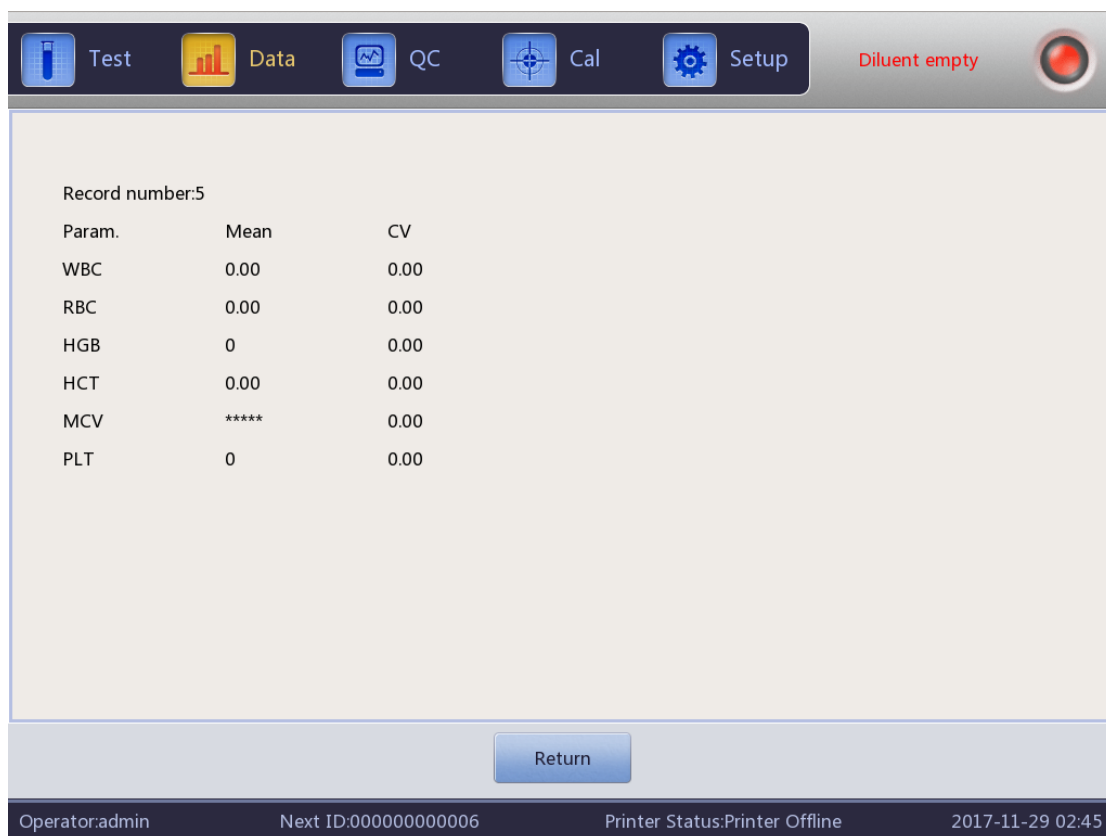 Test Data QC Cal Setup Diluent empty
Record number:5
Param. Mean CV
WBC 0.00 0.00
RBC 0.00 0.00
HGB 0 0.00
HCT 0.00 0.00
MCV ***** 0.00
PLT 0 0.00
Return
Operator:admin Next ID:000000000006 Printer Status:Printer Offline 2017-11-29 02:45